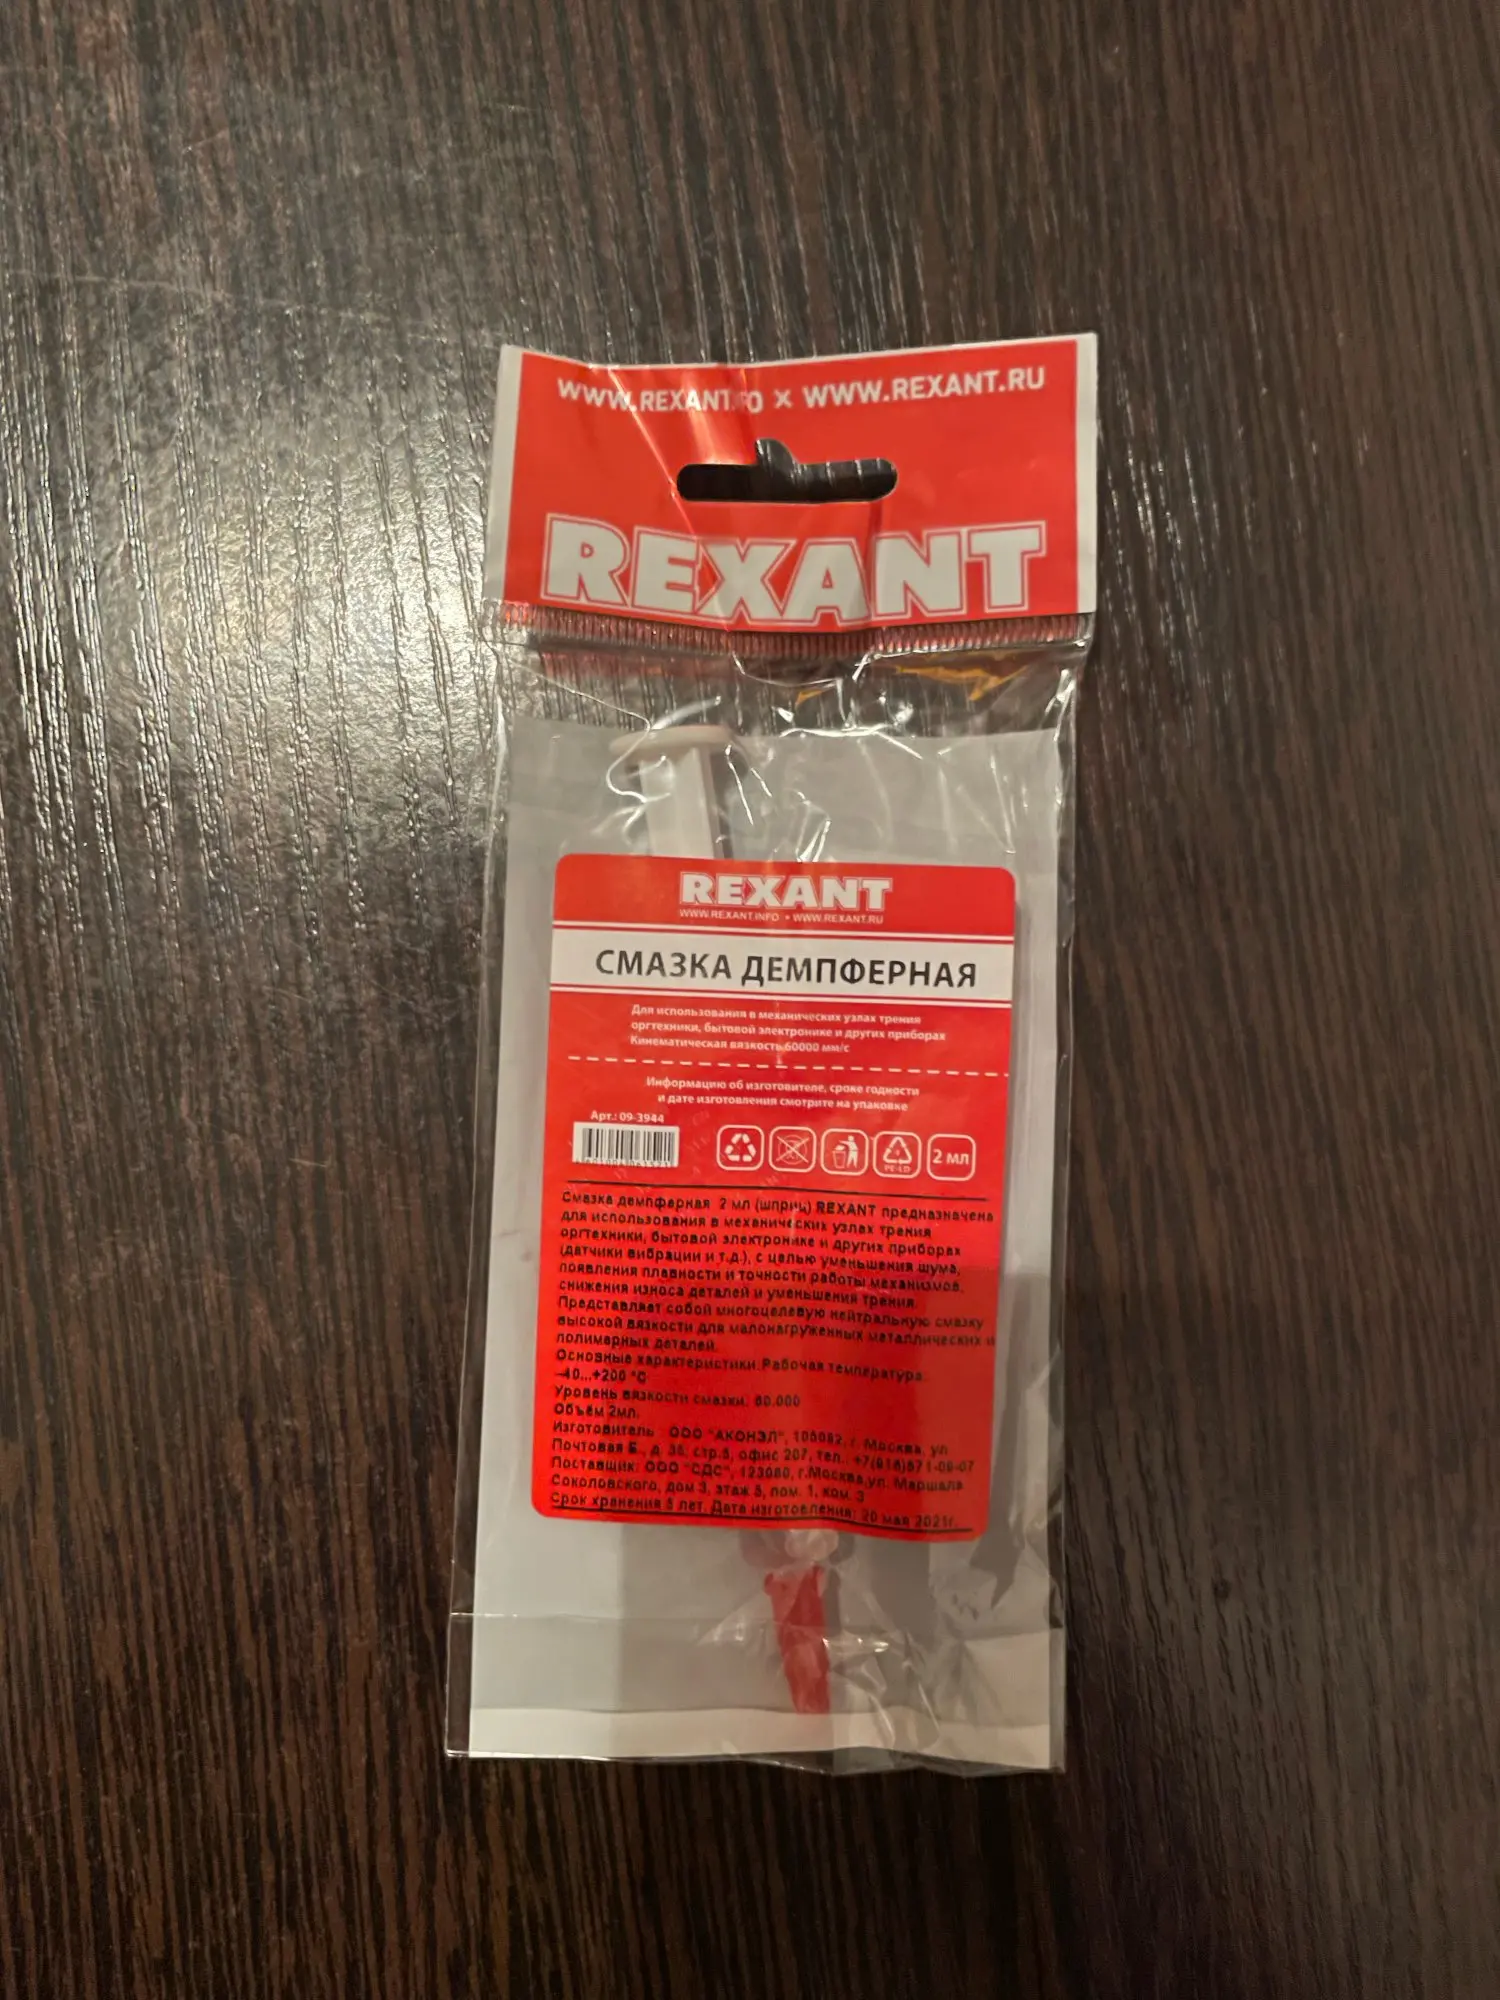 WWW.REXANT.INFO × WWW.REXANT.RU
REXANT
REXANT
WWW.REXANT.INFO • WWW.REXANT.RU
СМАЗКА ДЕМПФЕРНАЯ
Для использования в механических узлах трения
оргтехники, бытовой электронике и других приборах
Кинематическая вязкость 60000 мм/с
Информацию об изготовителе, сроке годности
и дате изготовления смотрите на упаковке
Арт.: 09-3944
PE-LD
2 мл
Смазка демпферная 2 мл (шприц) REXANT предназначена
для использования в механических узлах трения
оргтехники, бытовой электронике и других приборах
(датчики вибрации и т.д.), с целью уменьшения шума,
появления плавности и точности работы механизмов,
снижения износа деталей и уменьшения трения.
Представляет собой многоцелевую нейтральную смазку
высокой вязкости для малонагруженных металлических и
полимерных деталей.
Основные характеристики: Рабочая температура:
-40...+200 °C
Уровень вязкости смазки: 60.000
Объём 2мл.
Изготовитель: ООО "АКОНЭЛ", 105082, г. Москва, ул
Почтовая Б., д. 36, стр.6, офис 207, тел.:
Поставщик: ООО "СДС", 123060, г.Москва,ул. Маршала
Соколовского, дом 3, этаж 5, пом. 1, ком. 3
Срок хранения 5 лет. Дата изготовления: 20 мая 2021г.